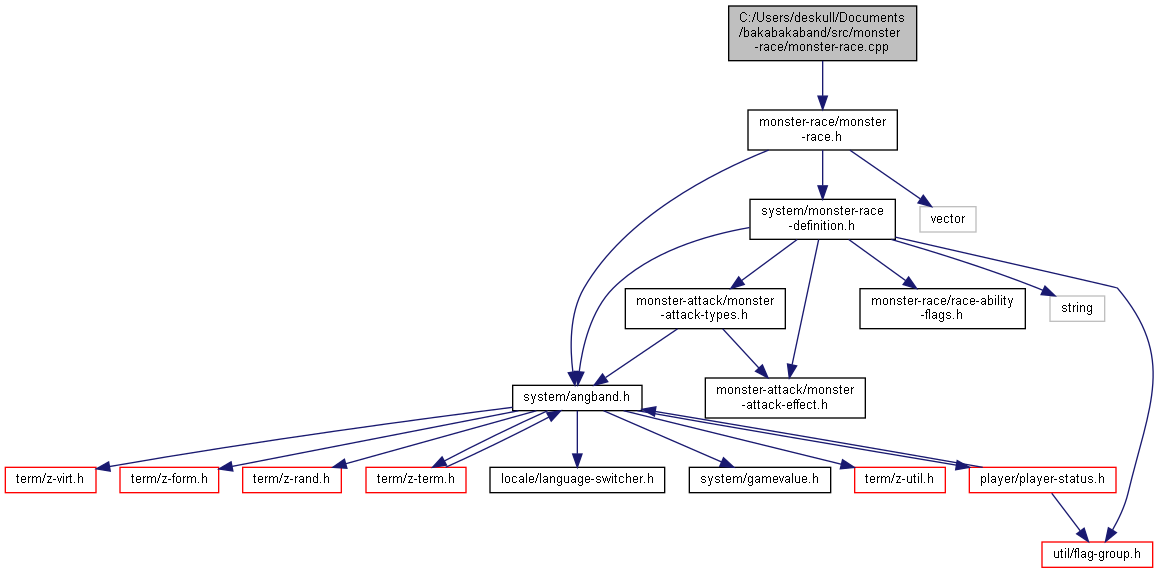 C:/Users/deskull/Documents
/bakabakaband/src/monster
-race/monster-race.cpp
monster-race/monster
-race.h
system/monster-race
-definition.h
vector
monster-attack/monster
-attack-types.h
monster-race/race-ability
-flags.h
string
monster-attack/monster
-attack-effect.h
system/angband.h
term/z-virt.h
term/z-form.h
term/z-rand.h
term/z-term.h
locale/language-switcher.h
system/gamevalue.h
term/z-util.h
player/player-status.h
util/flag-group.h